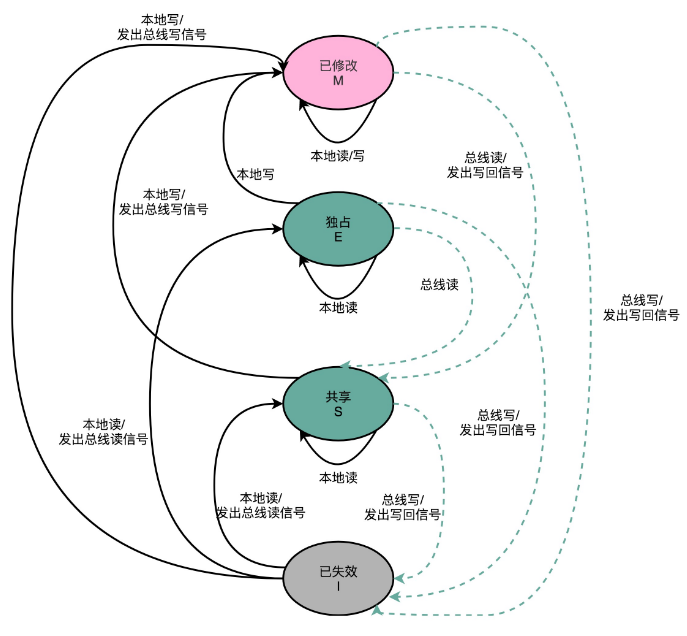 本地写/
发出总线写信号
已修改
M
本地读/写
总线读/
发出写回信号
本地写
本地写/
发出总线写信号
独占
E
总线读
本地读
总线写/
发出写回信号
共享
S
本地读/
发出总线读信号
总线写/
发出写回信号
本地读
本地读/
发出总线读信号
总线写/
发出写回信号
已失效
I